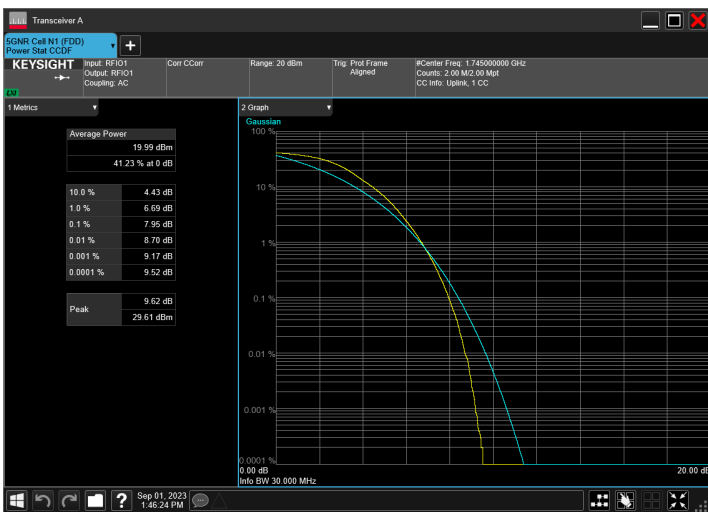 Transceiver A
5GNR Cell N1 (FDD)
Power Stat CCDF
KEYSIGHT
LXI
Input: RFIO1
Output: RFIO1
Coupling: AC
Corr CCorr
Range: 20 dBm
Trig: Prot Frame
Aligned
#Center Freq: 1.745000000 GHz
Counts: 2.00 M/2.00 Mpt
CC Info: Uplink, 1 CC
1 Metrics
Average Power
19.99 dBm
41.23 % at 0 dB
10.0 % 4.43 dB
1.0 % 6.69 dB
0.1 % 7.95 dB
0.01 % 8.70 dB
0.001 % 9.17 dB
0.0001 % 9.52 dB
Peak
9.62 dB
29.61 dBm
2 Graph
Gaussian
100 %
10 %
1 %
0.1 %
0.01 %
0.001 %
0.0001 %
0.00 dB
20.00 dB
Info BW 30.000 MHz
Sep 01, 2023
1:46:24 PM